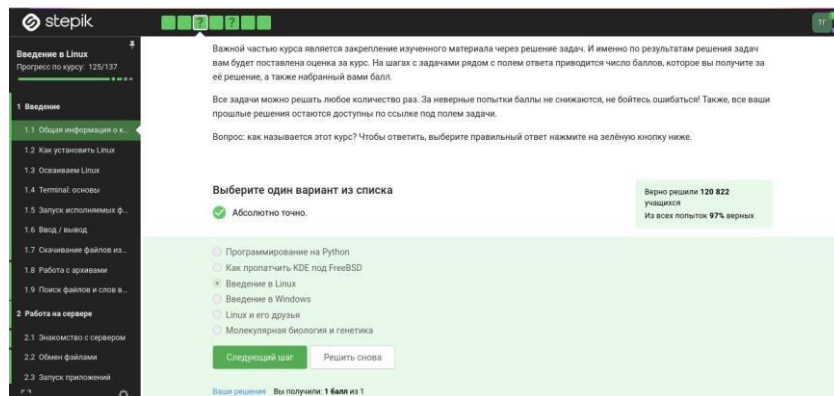 stepik
ТГ
Введение в Linux
Прогресс по курсу: 125/137
1 Введение
1.1 Общая информация о к...
1.2 Как установить Linux
1.3 Осваиваем Linux
1.4 Terminal: основы
1.5 Запуск исполняемых ф...
1.6 Ввод / вывод
1.7 Скачивание файлов из...
1.8 Работа с архивами
1.9 Поиск файлов и слов в...
2 Работа на сервере
2.1 Знакомство с сервером
2.2 Обмен файлами
2.3 Запуск приложений
Важной частью курса является закрепление изученного материала через решение задач. И именно по результатам решения задач
вам будет поставлена оценка за курс. На шагах с задачами рядом с полем ответа приводится число баллов, которое вы получите за
её решение, а также набранный вами балл.
Все задачи можно решать любое количество раз. За неверные попытки баллы не снижаются, не бойтесь ошибаться! Также, все ваши
прошлые решения остаются доступны по ссылке под полем задачи.
Вопрос: как называется этот курс? Чтобы ответить, выберите правильный ответ нажмите на зелёную кнопку ниже.
Выберите один вариант из списка
Абсолютно точно.
Верно решили 120 822
учащихся
Из всех попыток 97% верных
Программирование на Python
Как пропатчить KDE под FreeBSD
Введение в Linux
Введение в Windows
Linux и его друзья
Молекулярная биология и генетика
Следующий шаг
Решить снова
Ваши решения Вы получили: 1 балл из 1